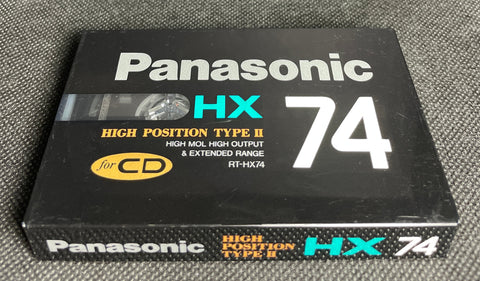 Panasonic
HX 74
HIGH POSITION TYPE II
HIGH MOL HIGH OUTPUT
& EXTENDED RANGE
RT-HX74
for CD
Panasonic HIGH POSITION TYPE II HX 74